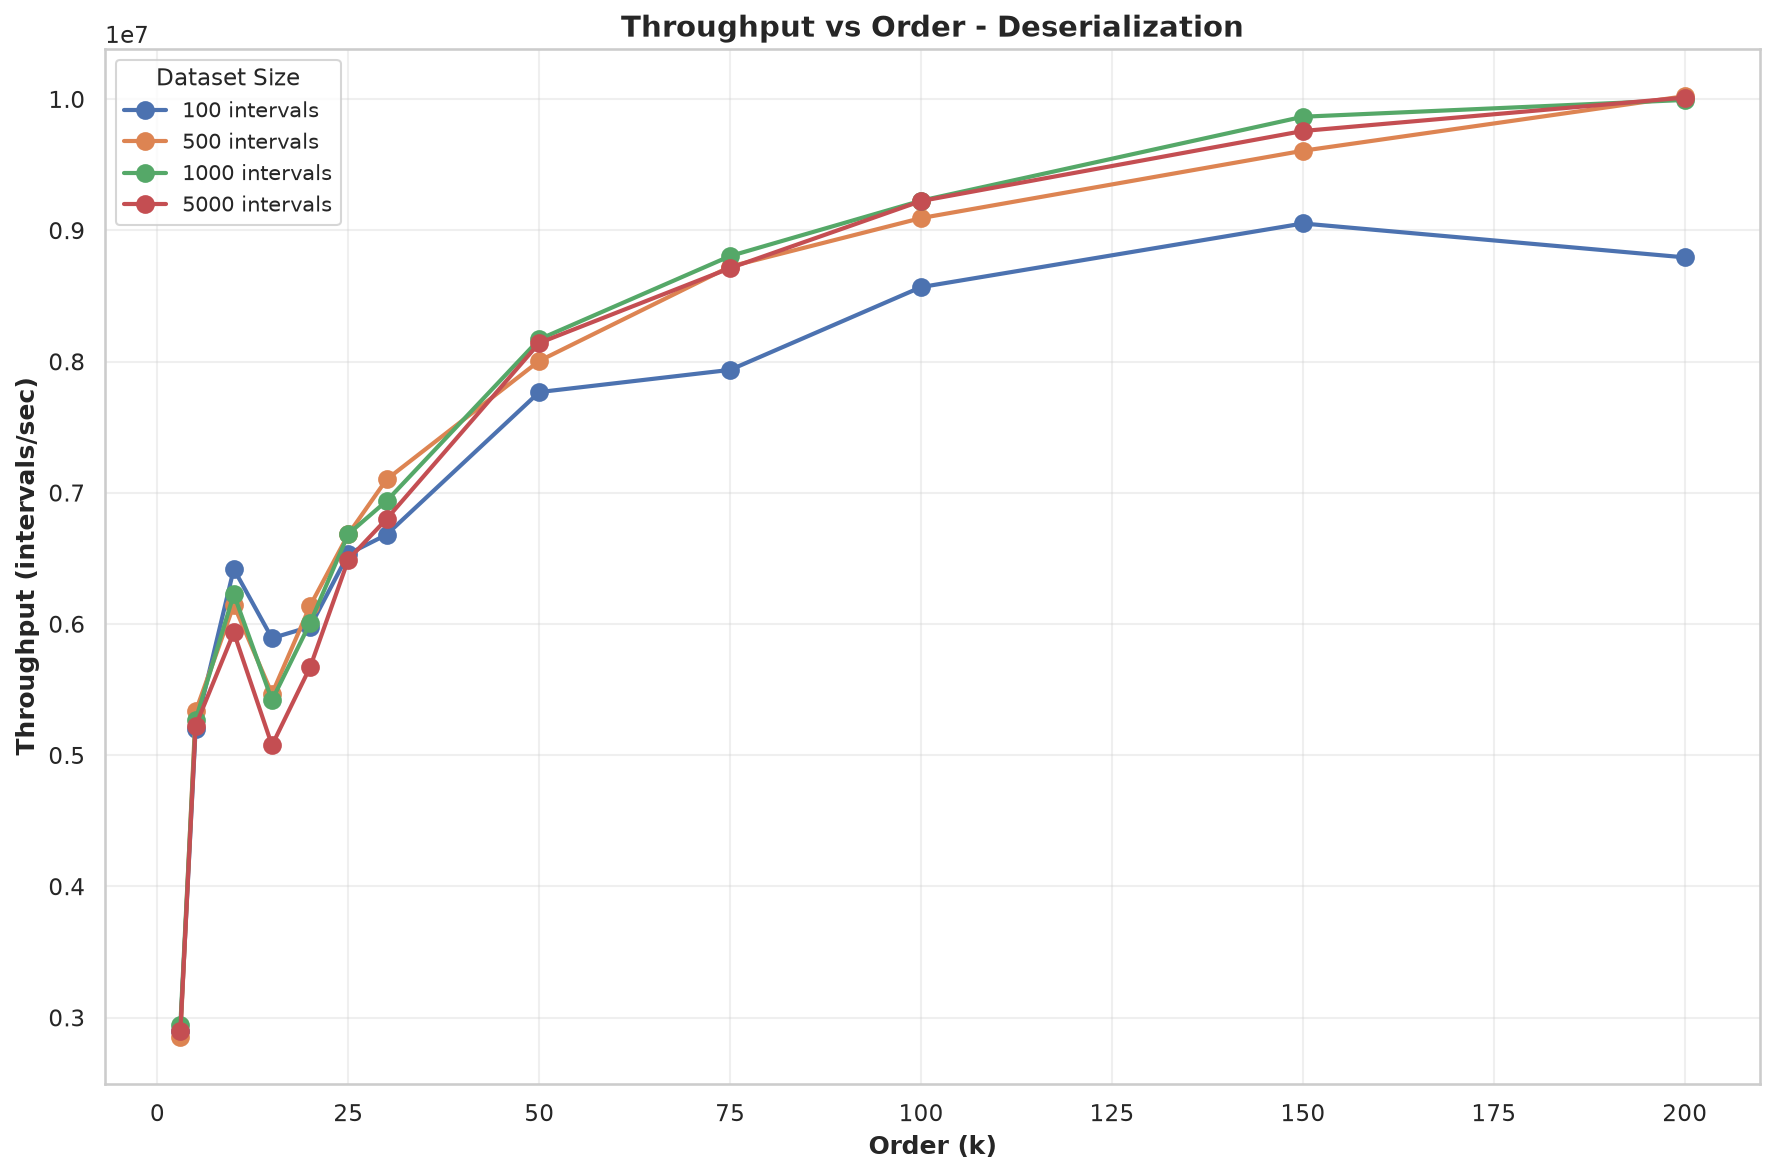 Throughput vs Order - Deserialization
1e7
Dataset Size
100 intervals
500 intervals
1000 intervals
5000 intervals
1.0
0.9
0.8
0.7
0.6
0.5
0.4
0.3
Throughput (intervals/sec)
0 25 50 75 100 125 150 175 200
Order (k)